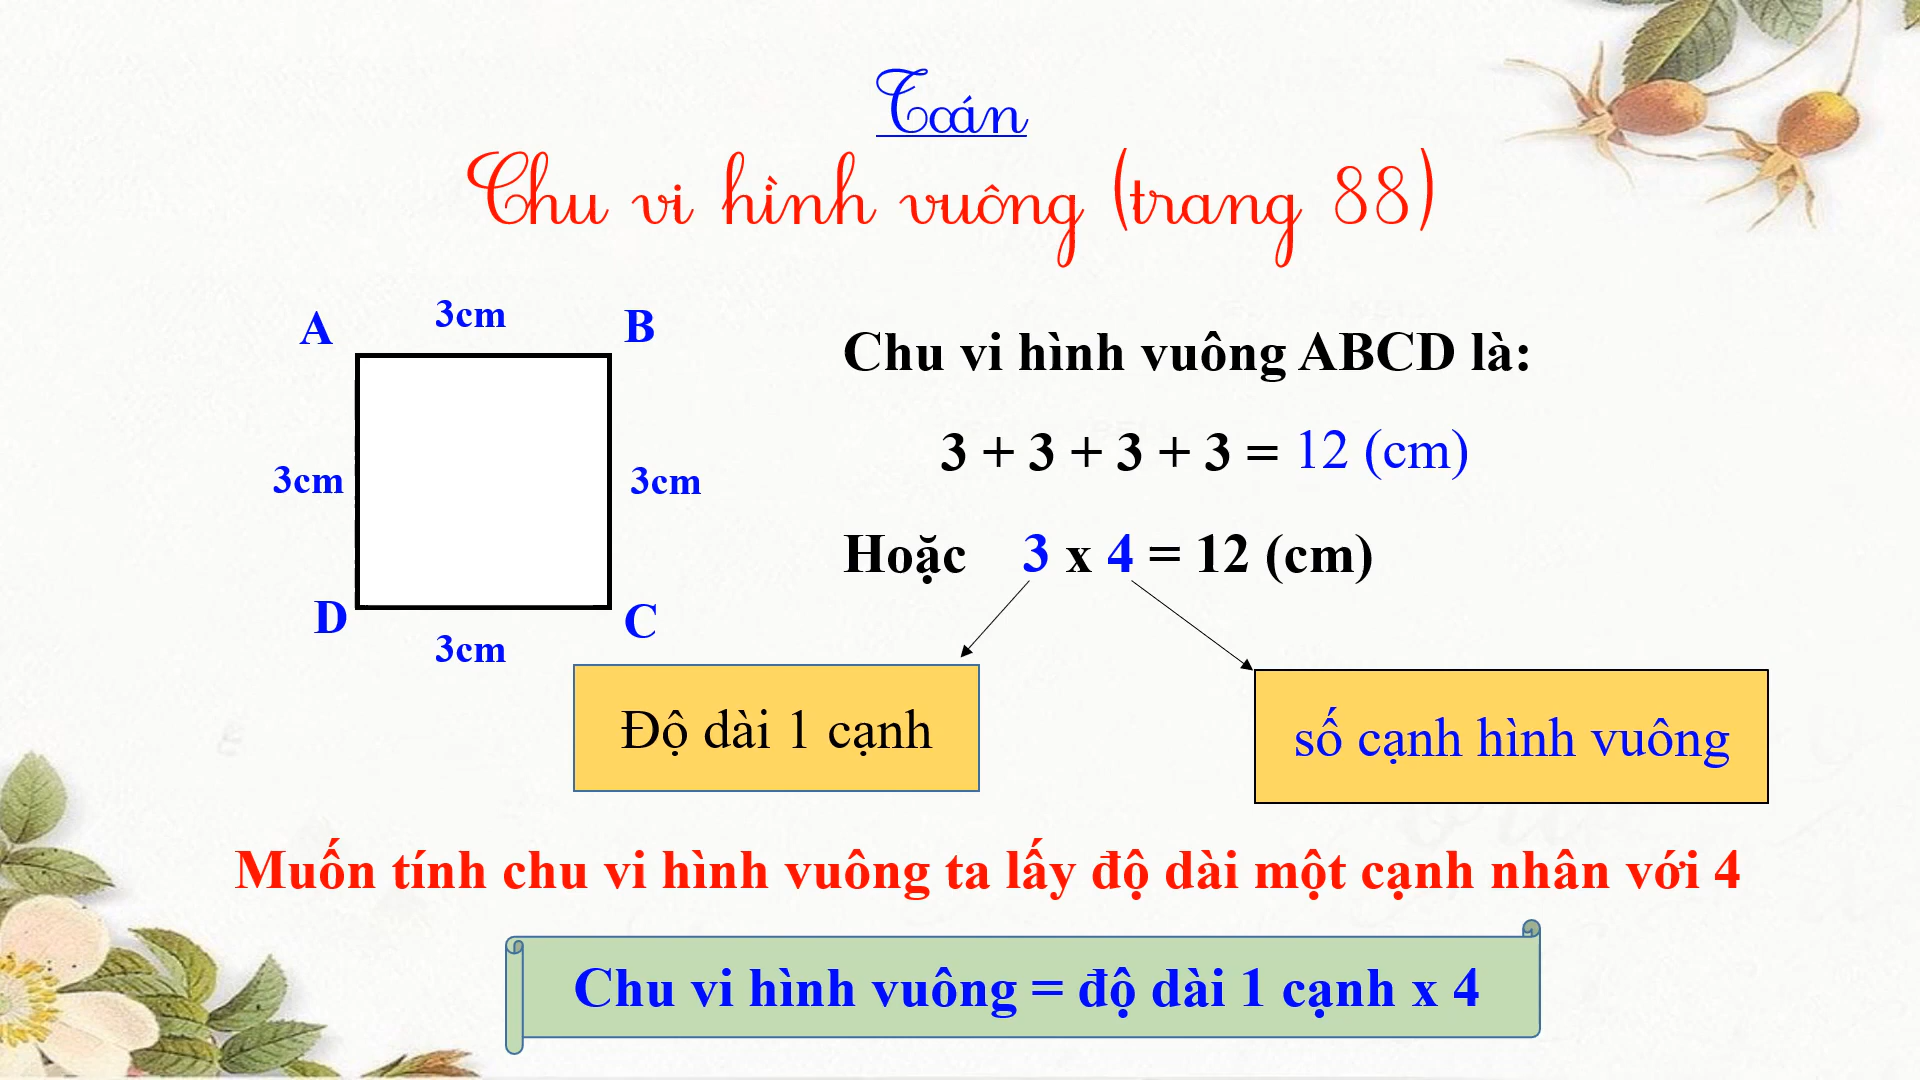 Toán
Chu vi hình vuông (trang 88)
A
3cm
B
3cm
3cm
D
C
3cm
Chu vi hình vuông ABCD là:
3 + 3 + 3 + 3 = 12 (cm)
Hoặc 3 x 4 = 12 (cm)
Độ dài 1 cạnh
số cạnh hình vuông
Muốn tính chu vi hình vuông ta lấy độ dài một cạnh nhân với 4
Chu vi hình vuông = độ dài 1 cạnh x 4